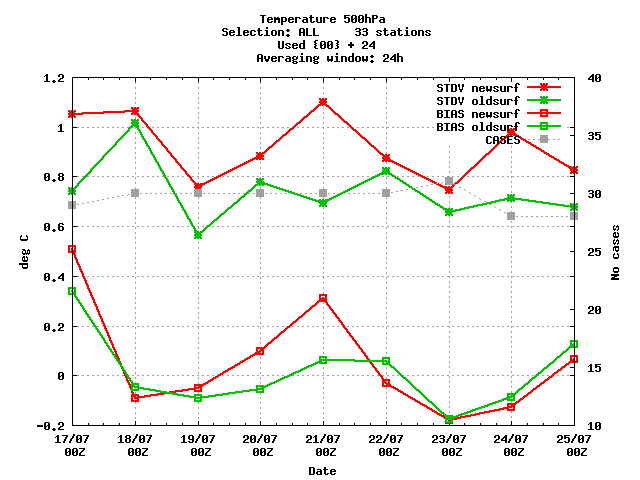 Temperature 500hPa
Selection: ALL     33 stations
Used {00} + 24
Averaging window: 24h
STDV newsurf
STDV oldsurf
BIAS newsurf
BIAS oldsurf
CASES
1.2
1
0.8
0.6
0.4
0.2
0
-0.2
deg C
40
35
30
25
20
15
10
No cases
17/07 18/07 19/07 20/07 21/07 22/07 23/07 24/07 25/07
00Z 00Z 00Z 00Z 00Z 00Z 00Z 00Z 00Z
Date